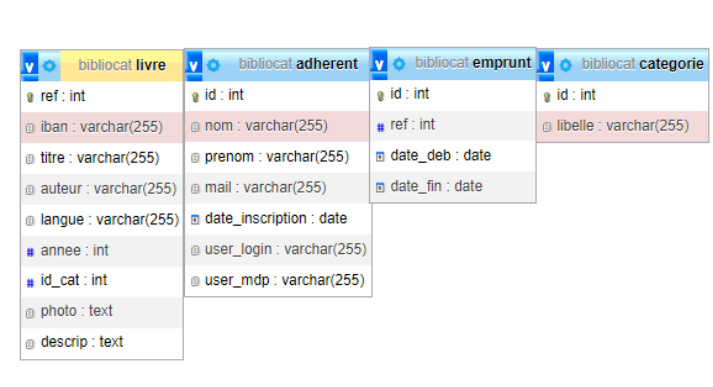 bibliocat livre
ref : int
iban : varchar(255)
titre : varchar(255)
auteur : varchar(255)
langue : varchar(255)
annee : int
id_cat : int
photo : text
descrip : text
bibliocat adherent
id : int
nom : varchar(255)
prenom : varchar(255)
mail : varchar(255)
date_inscription : date
user_login : varchar(255)
user_mdp : varchar(255)
bibliocat emprunt
id : int
ref : int
date_deb : date
date_fin : date
bibliocat categorie
id : int
libelle : varchar(255)